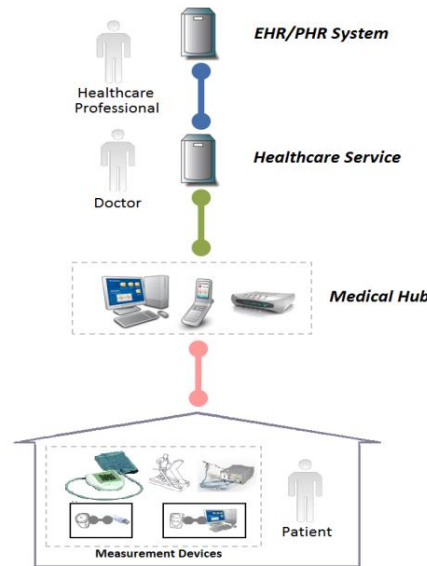 EHR/PHR System
Healthcare
Professional
Healthcare Service
Doctor
Medical Hub
Patient
Measurement Devices